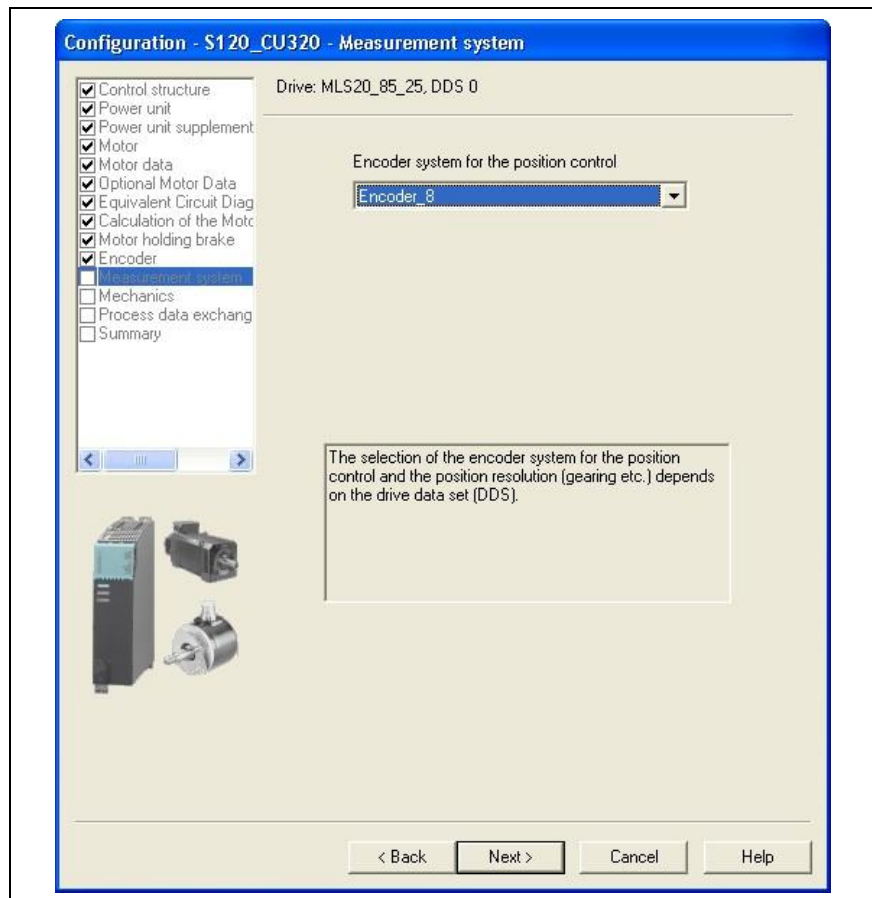 Configuration - S120_CU320 - Measurement system
Control structure
Power unit
Power unit supplement
Motor
Motor data
Optional Motor Data
Equivalent Circuit Diag
Calculation of the Moto
Motor holding brake
Encoder
Measurement system
Mechanics
Process data exchang
Summary
Drive: MLS20_85_25, DDS 0
Encoder system for the position control
Encoder_8
The selection of the encoder system for the position
control and the position resolution (gearing etc.) depends
on the drive data set (DDS).
< Back
Next >
Cancel
Help